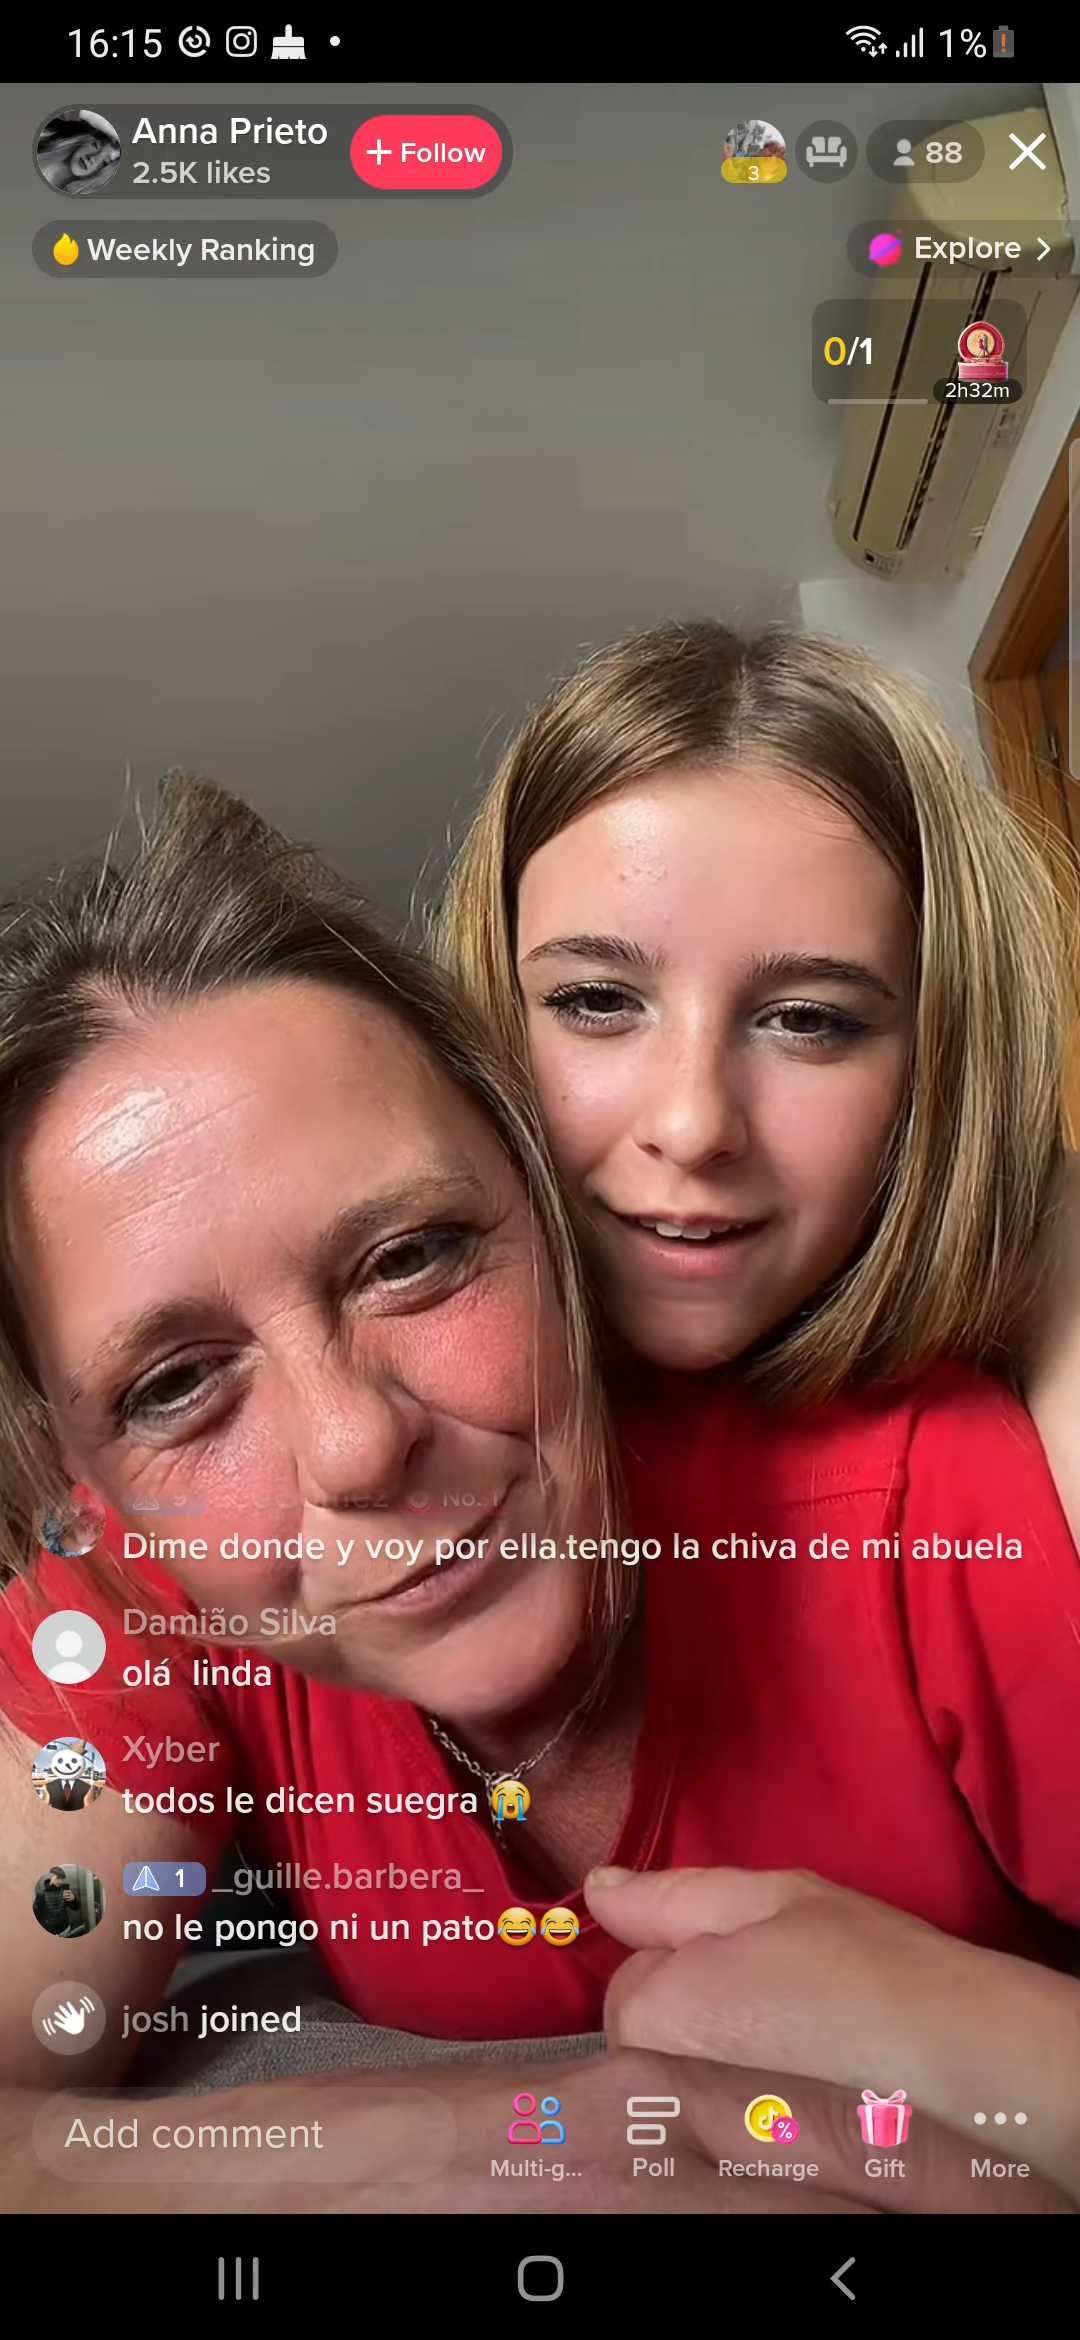 16:15
1%
Anna Prieto
2.5K likes
+ Follow
3
88
Weekly Ranking
Explore >
0/1
2h32m
No. 1
Dime donde y voy por ella.tengo la chiva de mi abuela
Damião Silva
olá linda
Xyber
todos le dicen suegra 😭
1 _guille.barbera_
no le pongo ni un pato😂😂
josh joined
Add comment
Multi-g...
Poll
Recharge
Gift
More